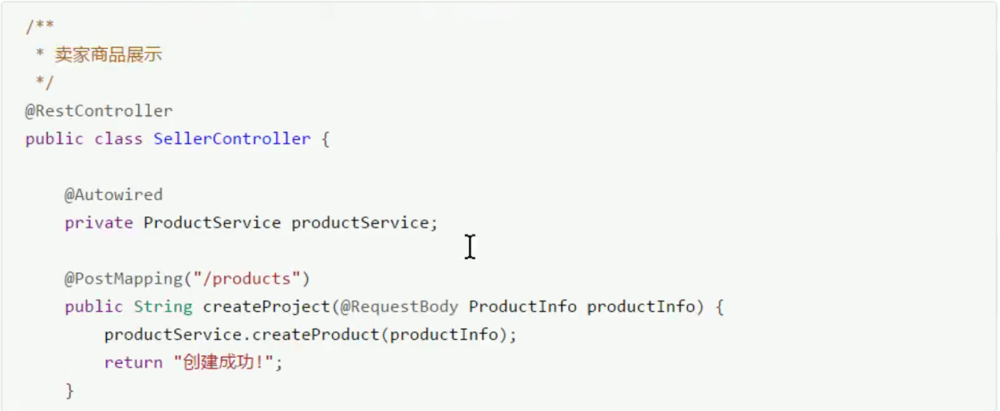 /**
 * 卖家商品展示
 */
@RestController
public class SellerController {
    @Autowired
    private ProductService productService;
    @PostMapping("/products")
    public String createProject(@RequestBody ProductInfo productInfo) {
        productService.createProduct(productInfo);
        return "创建成功!";
    }